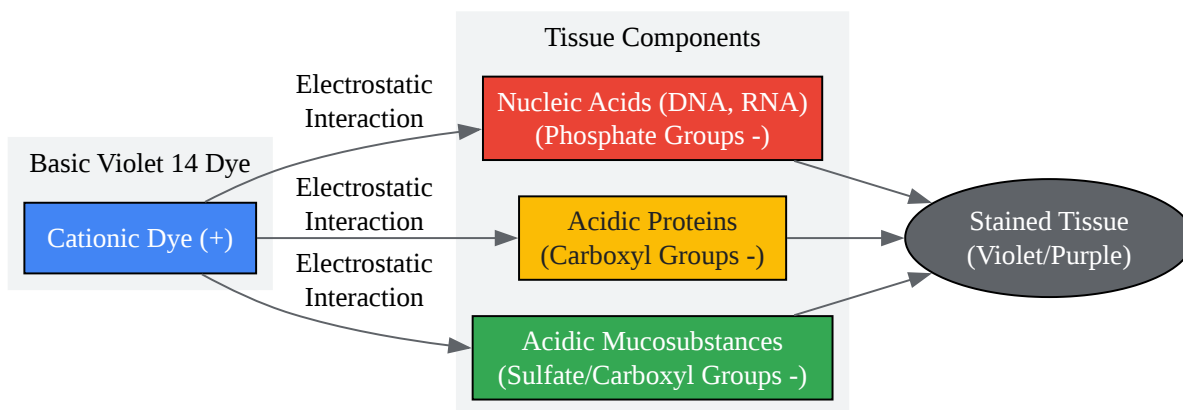 Basic Violet 14 Dye
Cationic Dye (+)
Electrostatic
Interaction
Electrostatic
Interaction
Electrostatic
Interaction
Tissue Components
Nucleic Acids (DNA, RNA)
(Phosphate Groups -)
Acidic Proteins
(Carboxyl Groups -)
Acidic Mucosubstances
(Sulfate/Carboxyl Groups -)
Stained Tissue
(Violet/Purple)